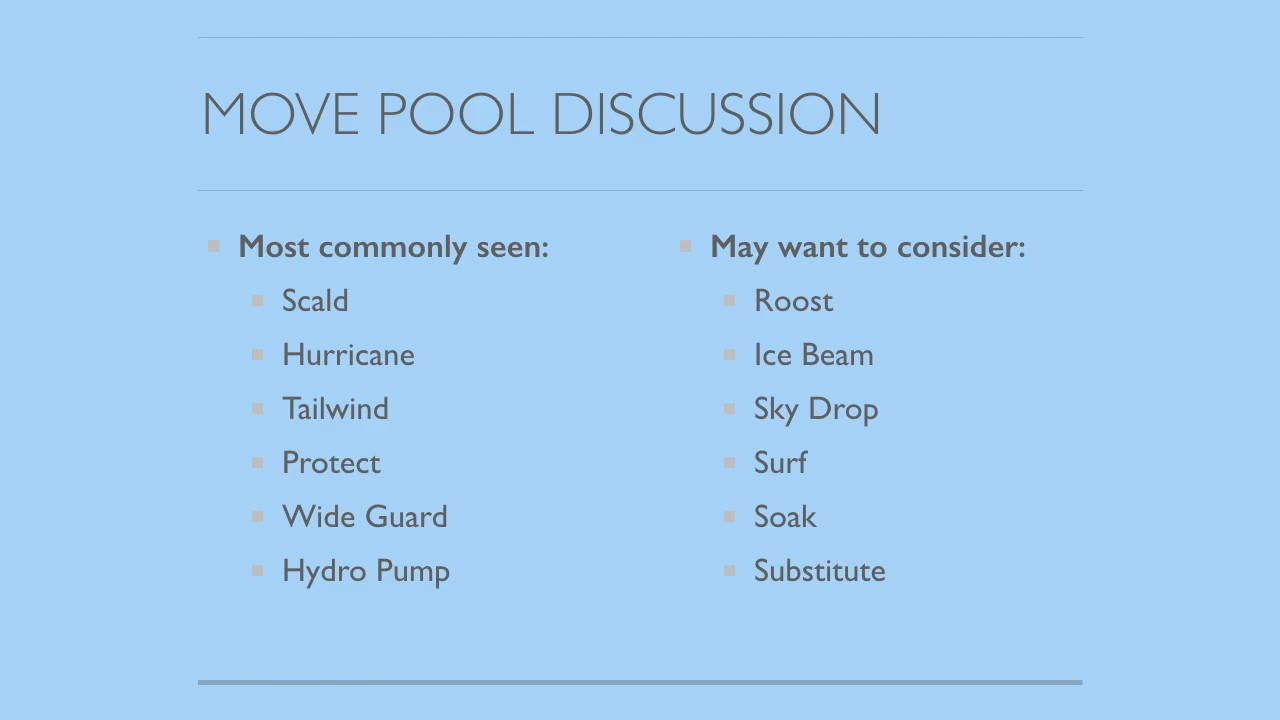 MOVE POOL DISCUSSION
Most commonly seen:
Scald
Hurricane
Tailwind
Protect
Wide Guard
Hydro Pump
May want to consider:
Roost
Ice Beam
Sky Drop
Surf
Soak
Substitute